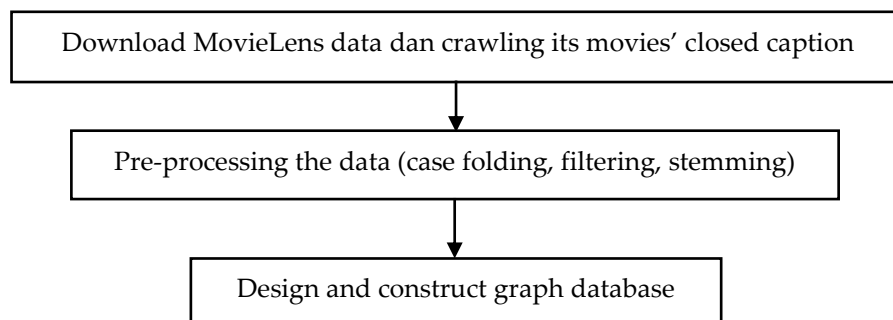 Download MovieLens data dan crawling its movies’ closed caption
Pre-processing the data (case folding, filtering, stemming)
Design and construct graph database